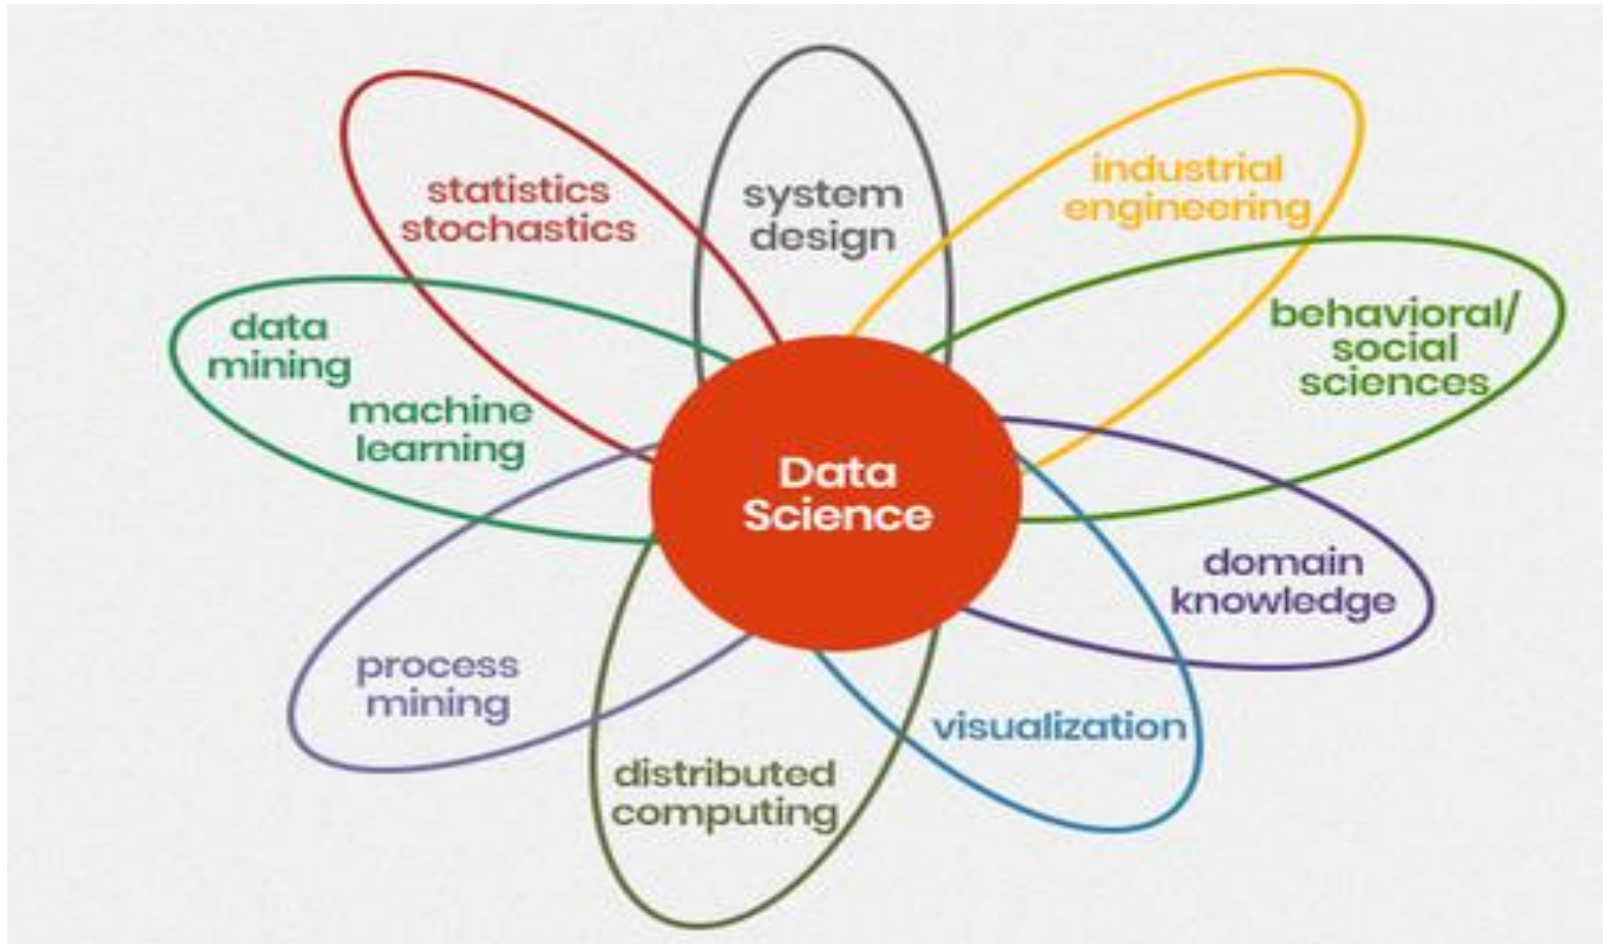 statistics
stochastics
system
design
industrial
engineering
behavioral/
social
sciences
data
mining
machine
learning
Data
Science
domain
knowledge
process
mining
visualization
distributed
computing